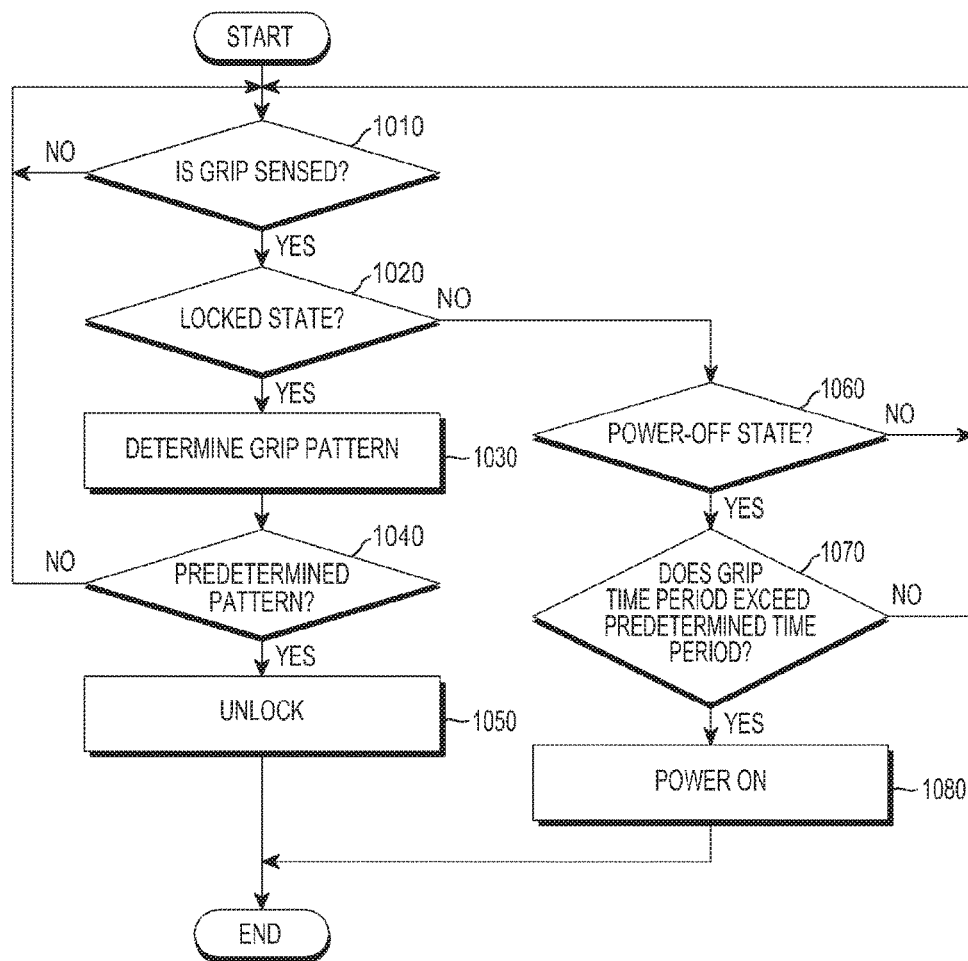 START
1010
NO
IS GRIP SENSED?
YES
1020
NO
LOCKED STATE?
YES
1060
NO
POWER-OFF STATE?
DETERMINE GRIP PATTERN
1030
YES
1040
NO
PREDETERMINED
PATTERN?
1070
DOES GRIP
TIME PERIOD EXCEED
PREDETERMINED TIME
PERIOD?
NO
YES
UNLOCK
1050
YES
POWER ON
1080
END